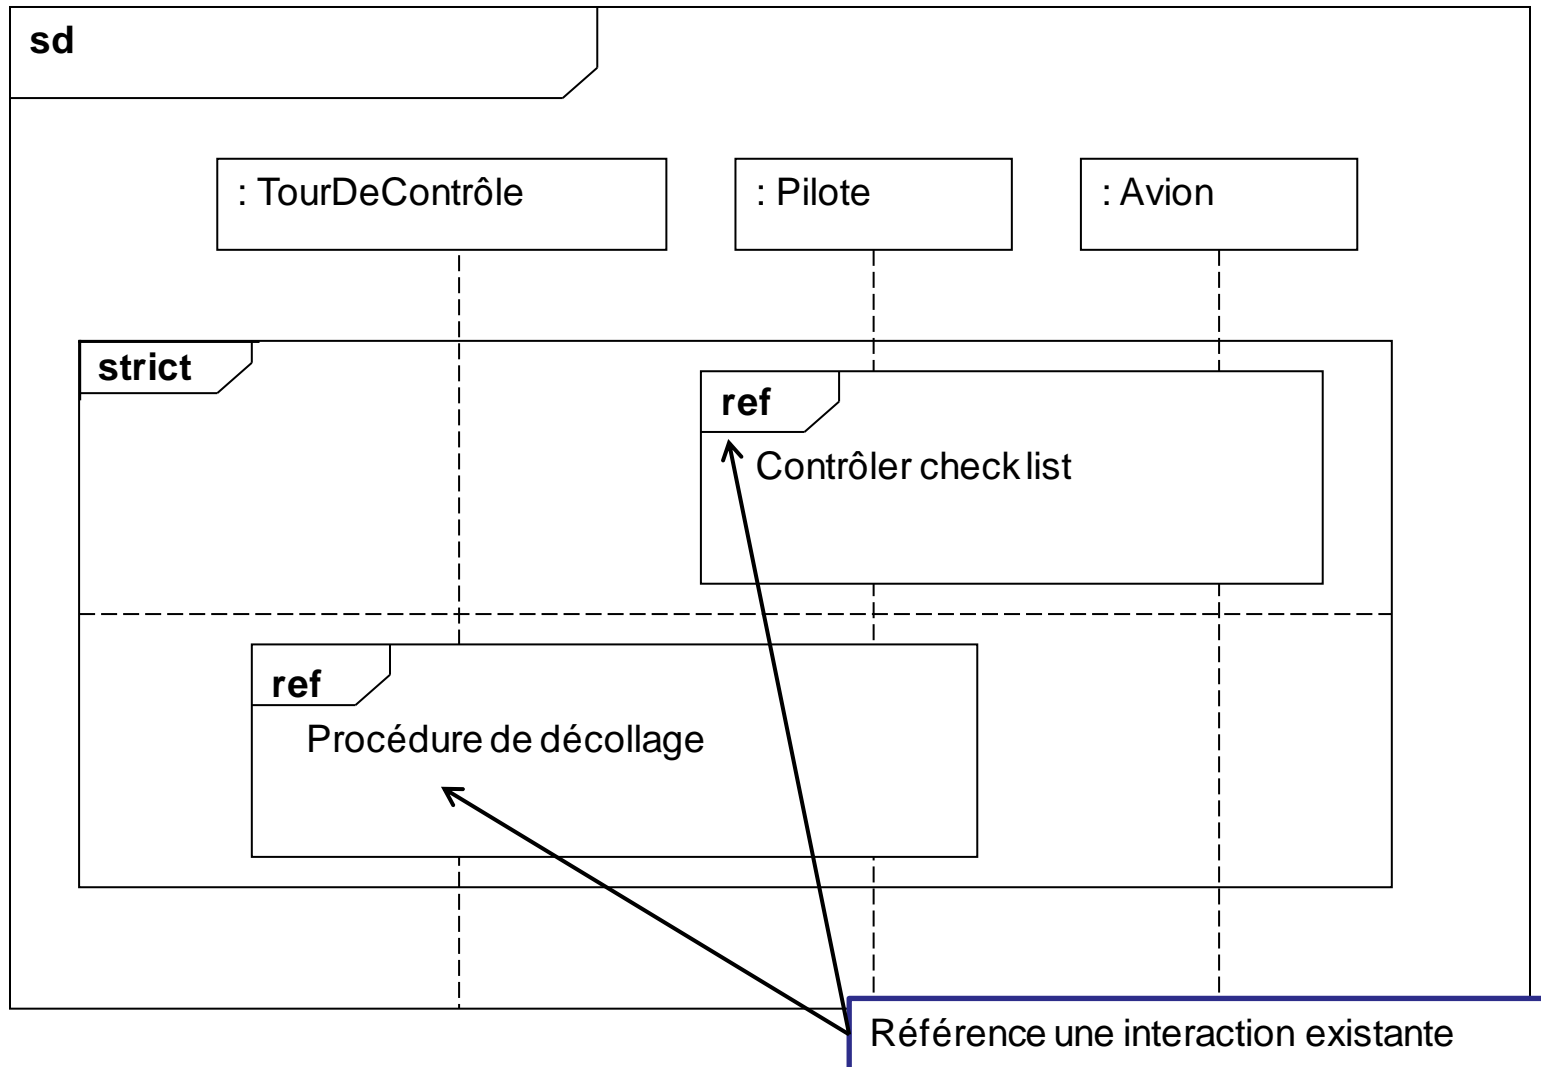 sd
: TourDeContrôle
: Pilote
: Avion
strict
ref
Contrôler check list
ref
Procédure de décollage
Référence une interaction existante